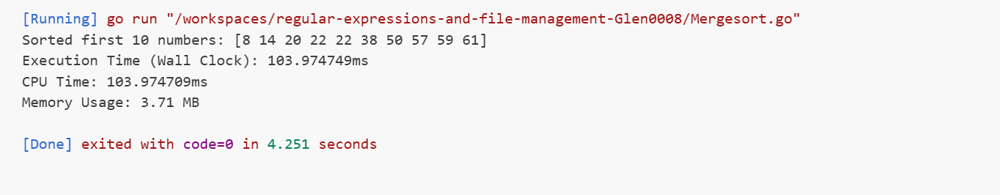 [Running] go run "/workspaces/regular-expressions-and-file-management-Glen0008/Mergesort.go"
Sorted first 10 numbers: [8 14 20 22 22 38 50 57 59 61]
Execution Time (Wall Clock): 103.974749ms
CPU Time: 103.974709ms
Memory Usage: 3.71 MB
[Done] exited with code=0 in 4.251 seconds